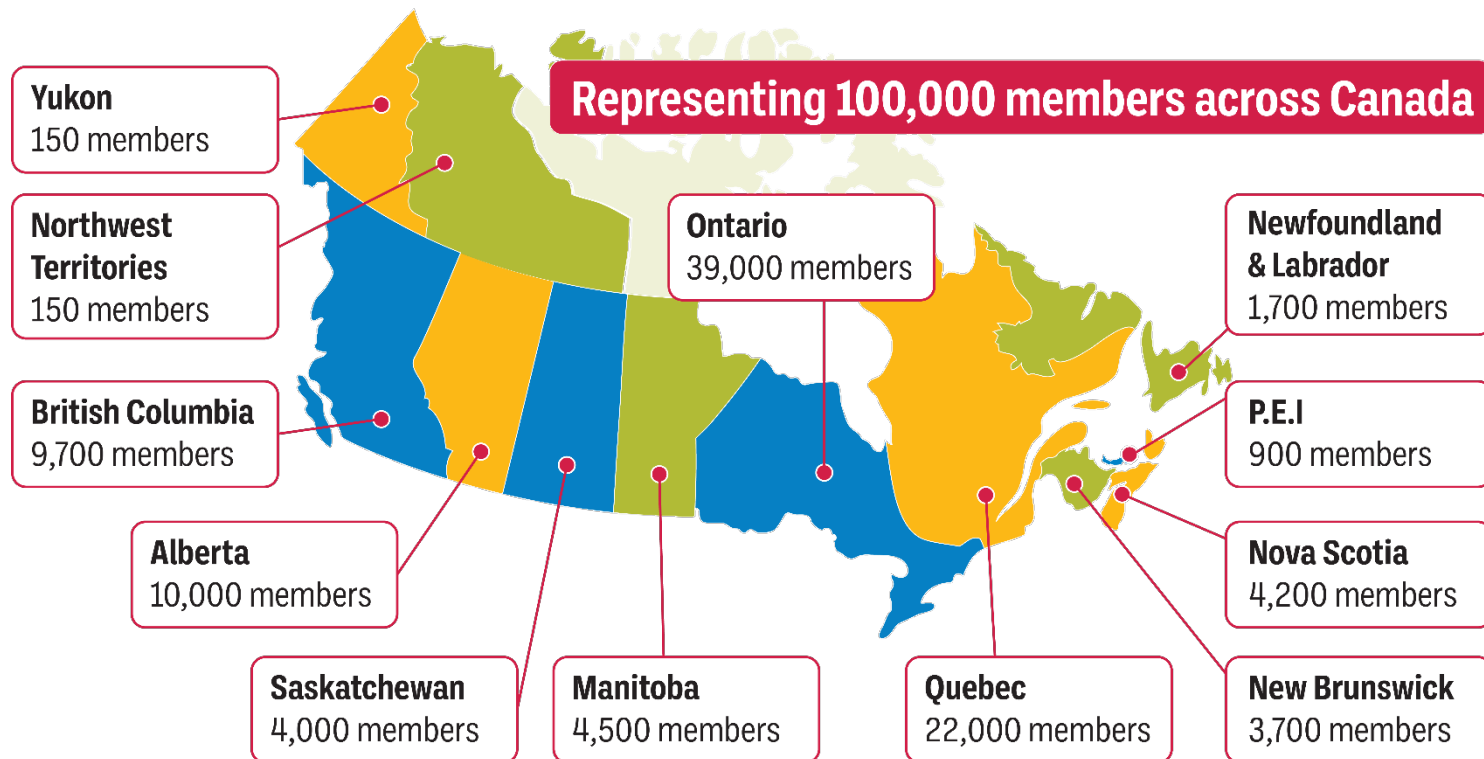 Representing 100,000 members across Canada
Yukon
150 members
Northwest
Territories
150 members
British Columbia
9,700 members
Alberta
10,000 members
Saskatchewan
4,000 members
Manitoba
4,500 members
Ontario
39,000 members
Quebec
22,000 members
Newfoundland
& Labrador
1,700 members
P.E.I
900 members
Nova Scotia
4,200 members
New Brunswick
3,700 members